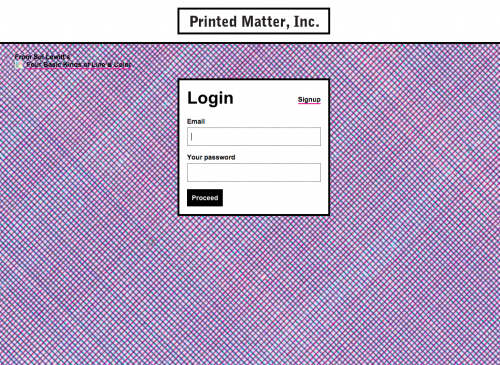 Printed Matter, Inc.
From Sol Lewitt's
Four Basic Kinds of Line & Color
Login
Signup
Email
Your password
Proceed